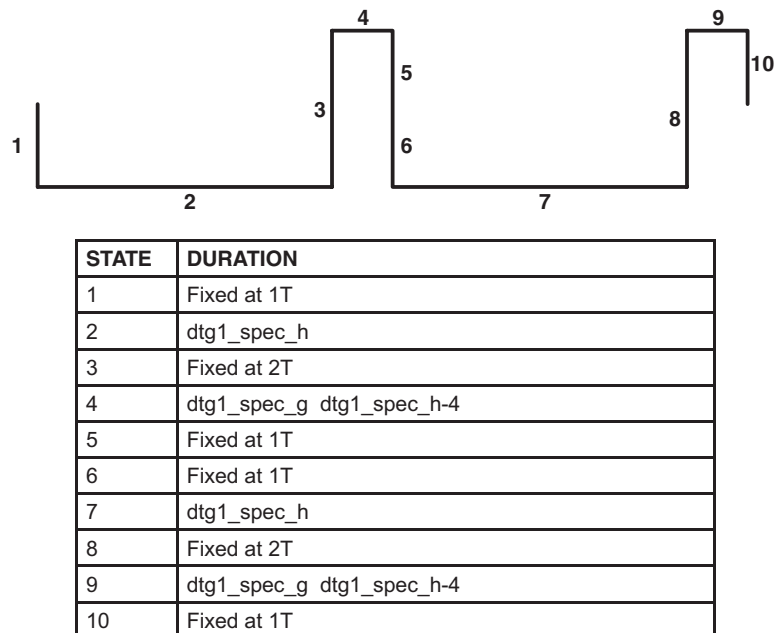 4 9
5 10
3 8
1 6
2 7
STATE DURATION
1 Fixed at 1T
2 dtg1_spec_h
3 Fixed at 2T
4 dtg1_spec_g dtg1_spec_h-4
5 Fixed at 1T
6 Fixed at 1T
7 dtg1_spec_h
8 Fixed at 2T
9 dtg1_spec_g dtg1_spec_h-4
10 Fixed at 1T